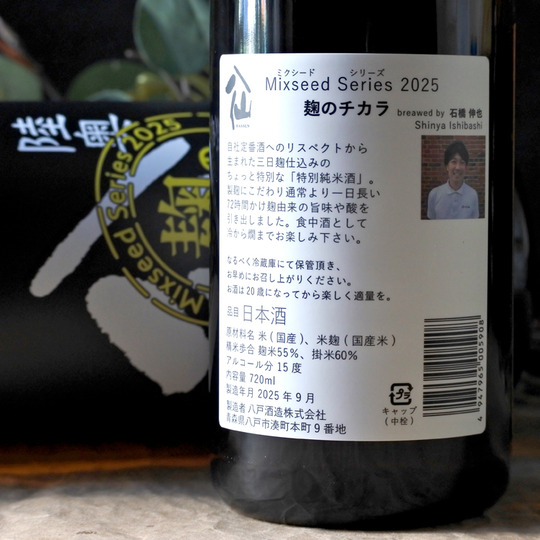 陸奥
Mixseed Series 2025
麹の
八仙
ミクシード シリーズ
Mixseed Series 2025
麹のチカラ brewed by 石橋 伸也
Shinya Ishibashi
自社定番酒へのリスペクトから
生まれた三日麹仕込みの
ちょっと特別な「特別純米酒」。
製麹にこだわり通常より一日長い
72時間かけ麹由来の旨味や酸を
引き出しました。食中酒として
冷から燗までお楽しみ下さい。
なるべく冷蔵庫にて保管頂き、
お早めにお召し上がりください。
お酒は20歳になってから楽しく適量を。
品目 日本酒
原材料名 米(国産)、米麹(国産米)
精米歩合 麹米55%、掛米60%
アルコール分 15度
内容量 720ml
製造年月 2025年9月
製造者 八戸酒造株式会社
青森県八戸市湊町本町9番地
プラ
キャップ
(中栓)
4 947965 005908